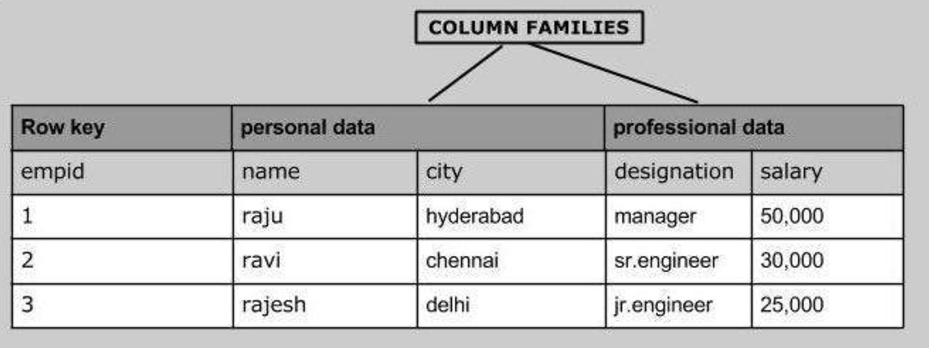 COLUMN FAMILIES
Row key personal data professional data
empid name city designation salary
1 raju hyderabad manager 50,000
2 ravi chennai sr.engineer 30,000
3 rajesh delhi jr.engineer 25,000